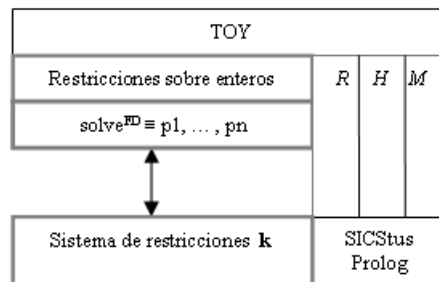 TOY
Restricciones sobre enteros
R H M
solve^FD ≡ p1, ... , pn
Sistema de restricciones k
SICStus
Prolog